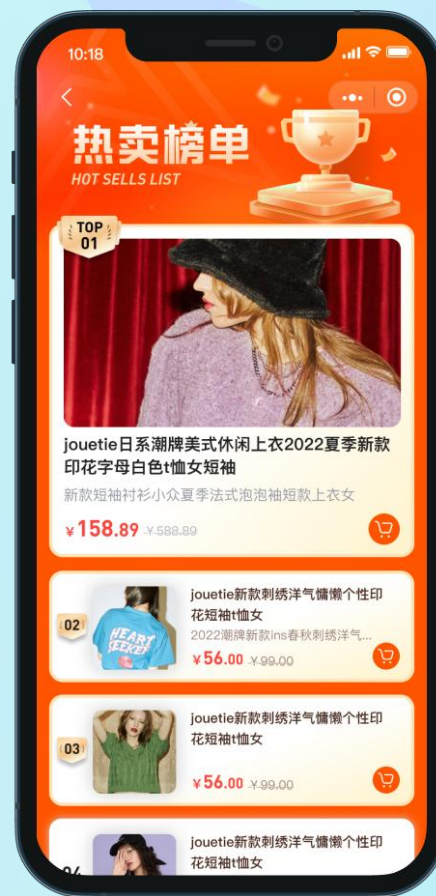 10:18
热卖榜单
HOT SELLS LIST
TOP
01
jouetie日系潮牌美式休闲上衣2022夏季新款
印花字母白色t恤女短袖
新款短袖衬衫小众夏季法式泡泡袖短款上衣女
¥158.89 ¥588.89
02
HEART
SEEKER
jouetie新款刺绣洋气慵懒个性印
花短袖t恤女
2022潮牌新款ins春秋刺绣洋气...
¥56.00 ¥99.00
03
jouetie新款刺绣洋气慵懒个性印
花短袖t恤女
¥56.00 ¥99.00
04
jouetie新款刺绣洋气慵懒个性印
花短袖t恤女